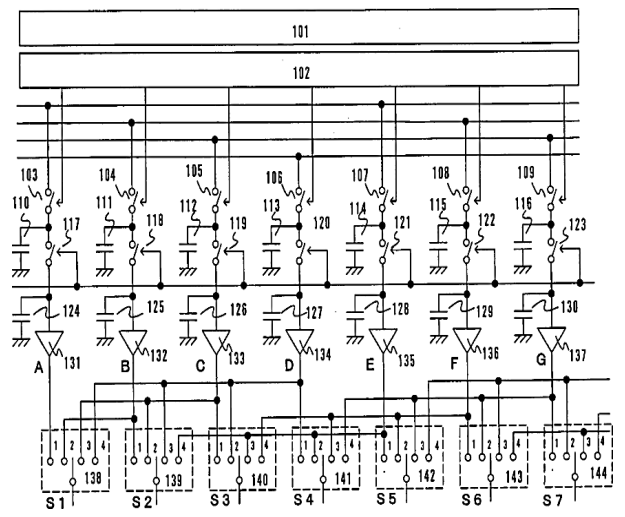 101
102
103 104 105 106 107 108 109
110 111 112 113 114 115 116
117 118 119 120 121 122 123
124 125 126 127 128 129 130
A B C D E F G
131 132 133 134 135 136 137
1 2 3 4 1 2 3 4 1 2 3 4 1 2 3 4 1 2 3 4 1 2 3 4 1 2 3 4
138 139 140 141 142 143 144
S1 S2 S3 S4 S5 S6 S7